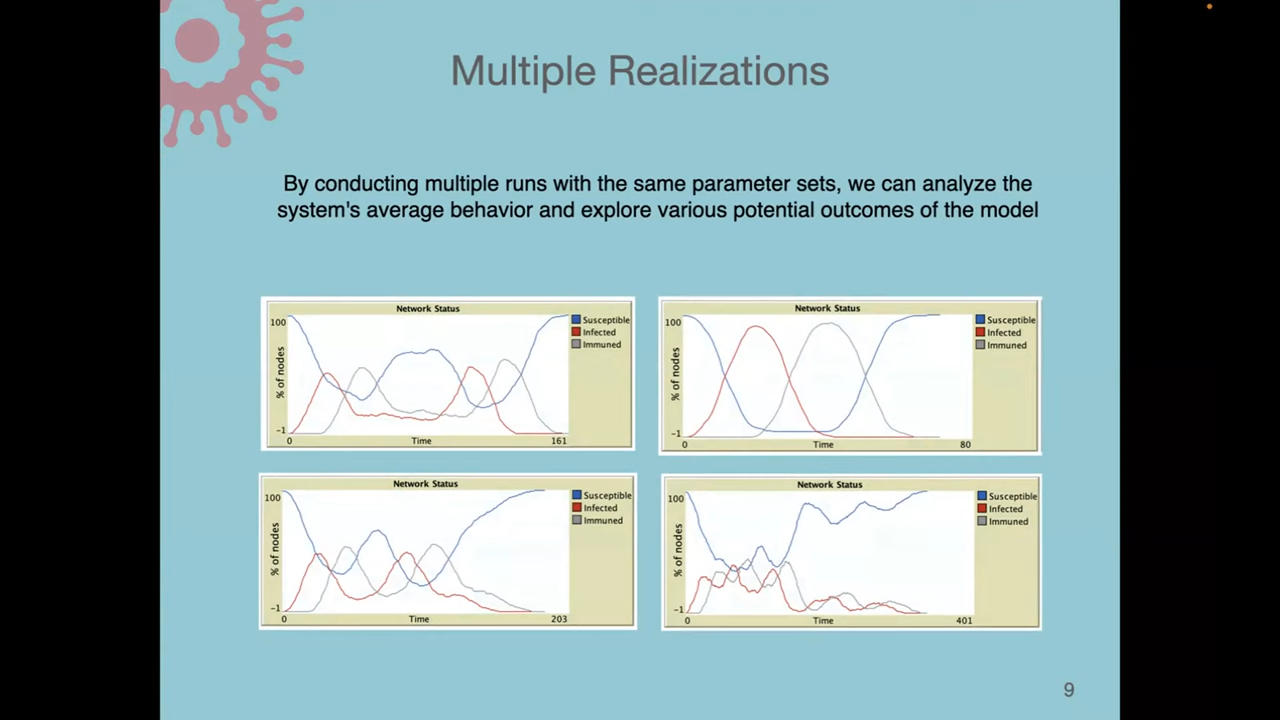 Multiple Realizations
By conducting multiple runs with the same parameter sets, we can analyze the
system's average behavior and explore various potential outcomes of the model
Network Status
100
% of nodes
-1
0
Time
161
Susceptible
Infected
Immuned
Network Status
100
% of nodes
-1
0
Time
80
Susceptible
Infected
Immuned
Network Status
100
% of nodes
-1
0
Time
203
Susceptible
Infected
Immuned
Network Status
100
% of nodes
-1
0
Time
401
Susceptible
Infected
Immuned
9